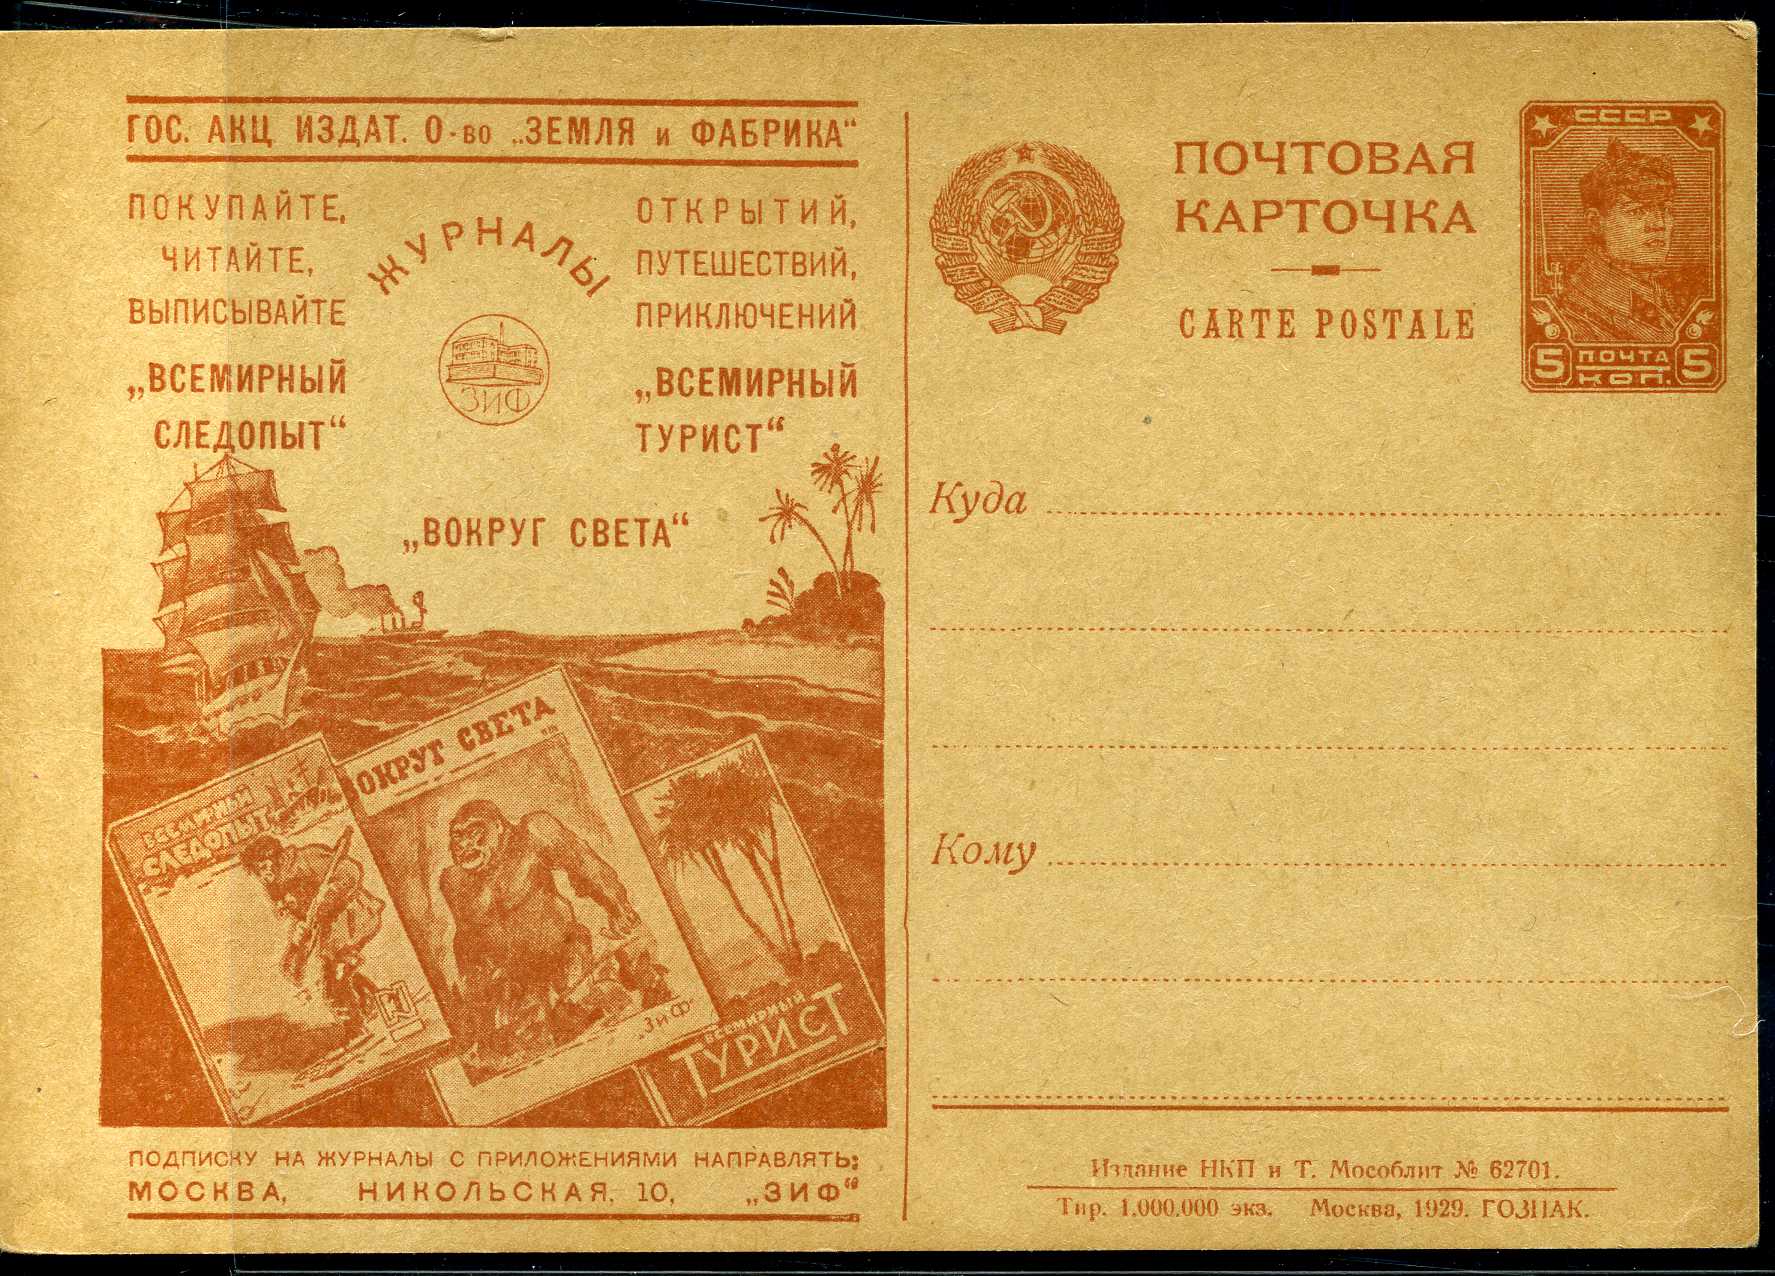 ГОС. АКЦ ИЗДАТ. О-во „ЗЕМЛЯ и ФАБРИКА“
ПОКУПАЙТЕ,
ЧИТАЙТЕ,
ВЫПИСЫВАЙТЕ
„ВСЕМИРНЫЙ
СЛЕДОПЫТ“
ЖУРНАЛЫ
ЗИФ
ОТКРЫТИЙ,
ПУТЕШЕСТВИЙ,
ПРИКЛЮЧЕНИЙ
„ВСЕМИРНЫЙ
ТУРИСТ“
„ВОКРУГ СВЕТА“
ВСЕМИРНЫЙ
СЛЕДОПЫТ
ВОКРУГ СВЕТА
ЗИФ
ВСЕМИРНЫЙ
ТУРИСТ
ПОДПИСКУ НА ЖУРНАЛЫ С ПРИЛОЖЕНИЯМИ НАПРАВЛЯТЬ:
МОСКВА, НИКОЛЬСКАЯ, 10, „ЗИФ“
ПОЧТОВАЯ
КАРТОЧКА
CARTE POSTALE
СССР
5 ПОЧТА 5
КОП.
Куда
Кому
Издание НКП и Т. Мособлит № 62701.
Тир. 1.000.000 экз. Москва, 1929. ГОЗНАК.